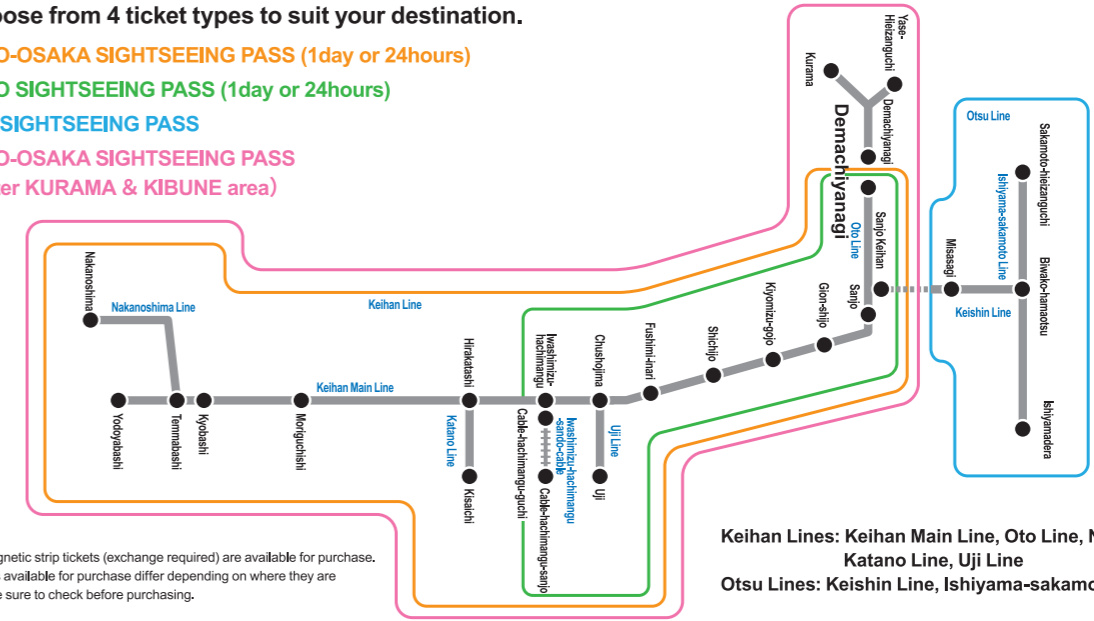 oose from 4 ticket types to suit your destination.
O-OSAKA SIGHTSEEING PASS (1day or 24hours)
O SIGHTSEEING PASS (1day or 24hours)
SIGHTSEEING PASS
O-OSAKA SIGHTSEEING PASS
ter KURAMA & KIBUNE area）
Yase-
Hieizanguchi
Kurama
Demachiyanagi
Demachiyanagi
Otsu Line
Sakamoto-hieizanguchi
Ishiyama-sakamoto Line
Oto Line
Sanjo Keihan
Misasagi
Biwako-hamaotsu
Keishin Line
Sanjo
Ishiyamadera
Nakanoshima
Nakanoshima Line
Keihan Line
Gion-shijo
Kiyomizu-gojo
Shichijo
Fushimi-inari
Chushojima
Iwashimizu-
hachimangu
Hirakatashi
Keihan Main Line
Yodoyabashi
Temmabashi
Kyobashi
Moriguchishi
Katano Line
Kisaichi
Cable-hachimangu-guchi
Iwashimizu-hachimangu
-sando-cable
Cable-hachimangu-sanjo
Uji Line
Uji
gnetic strip tickets (exchange required) are available for purchase.
s available for purchase differ depending on where they are
e sure to check before purchasing.
Keihan Lines: Keihan Main Line, Oto Line, N
Katano Line, Uji Line
Otsu Lines: Keishin Line, Ishiyama-sakamo